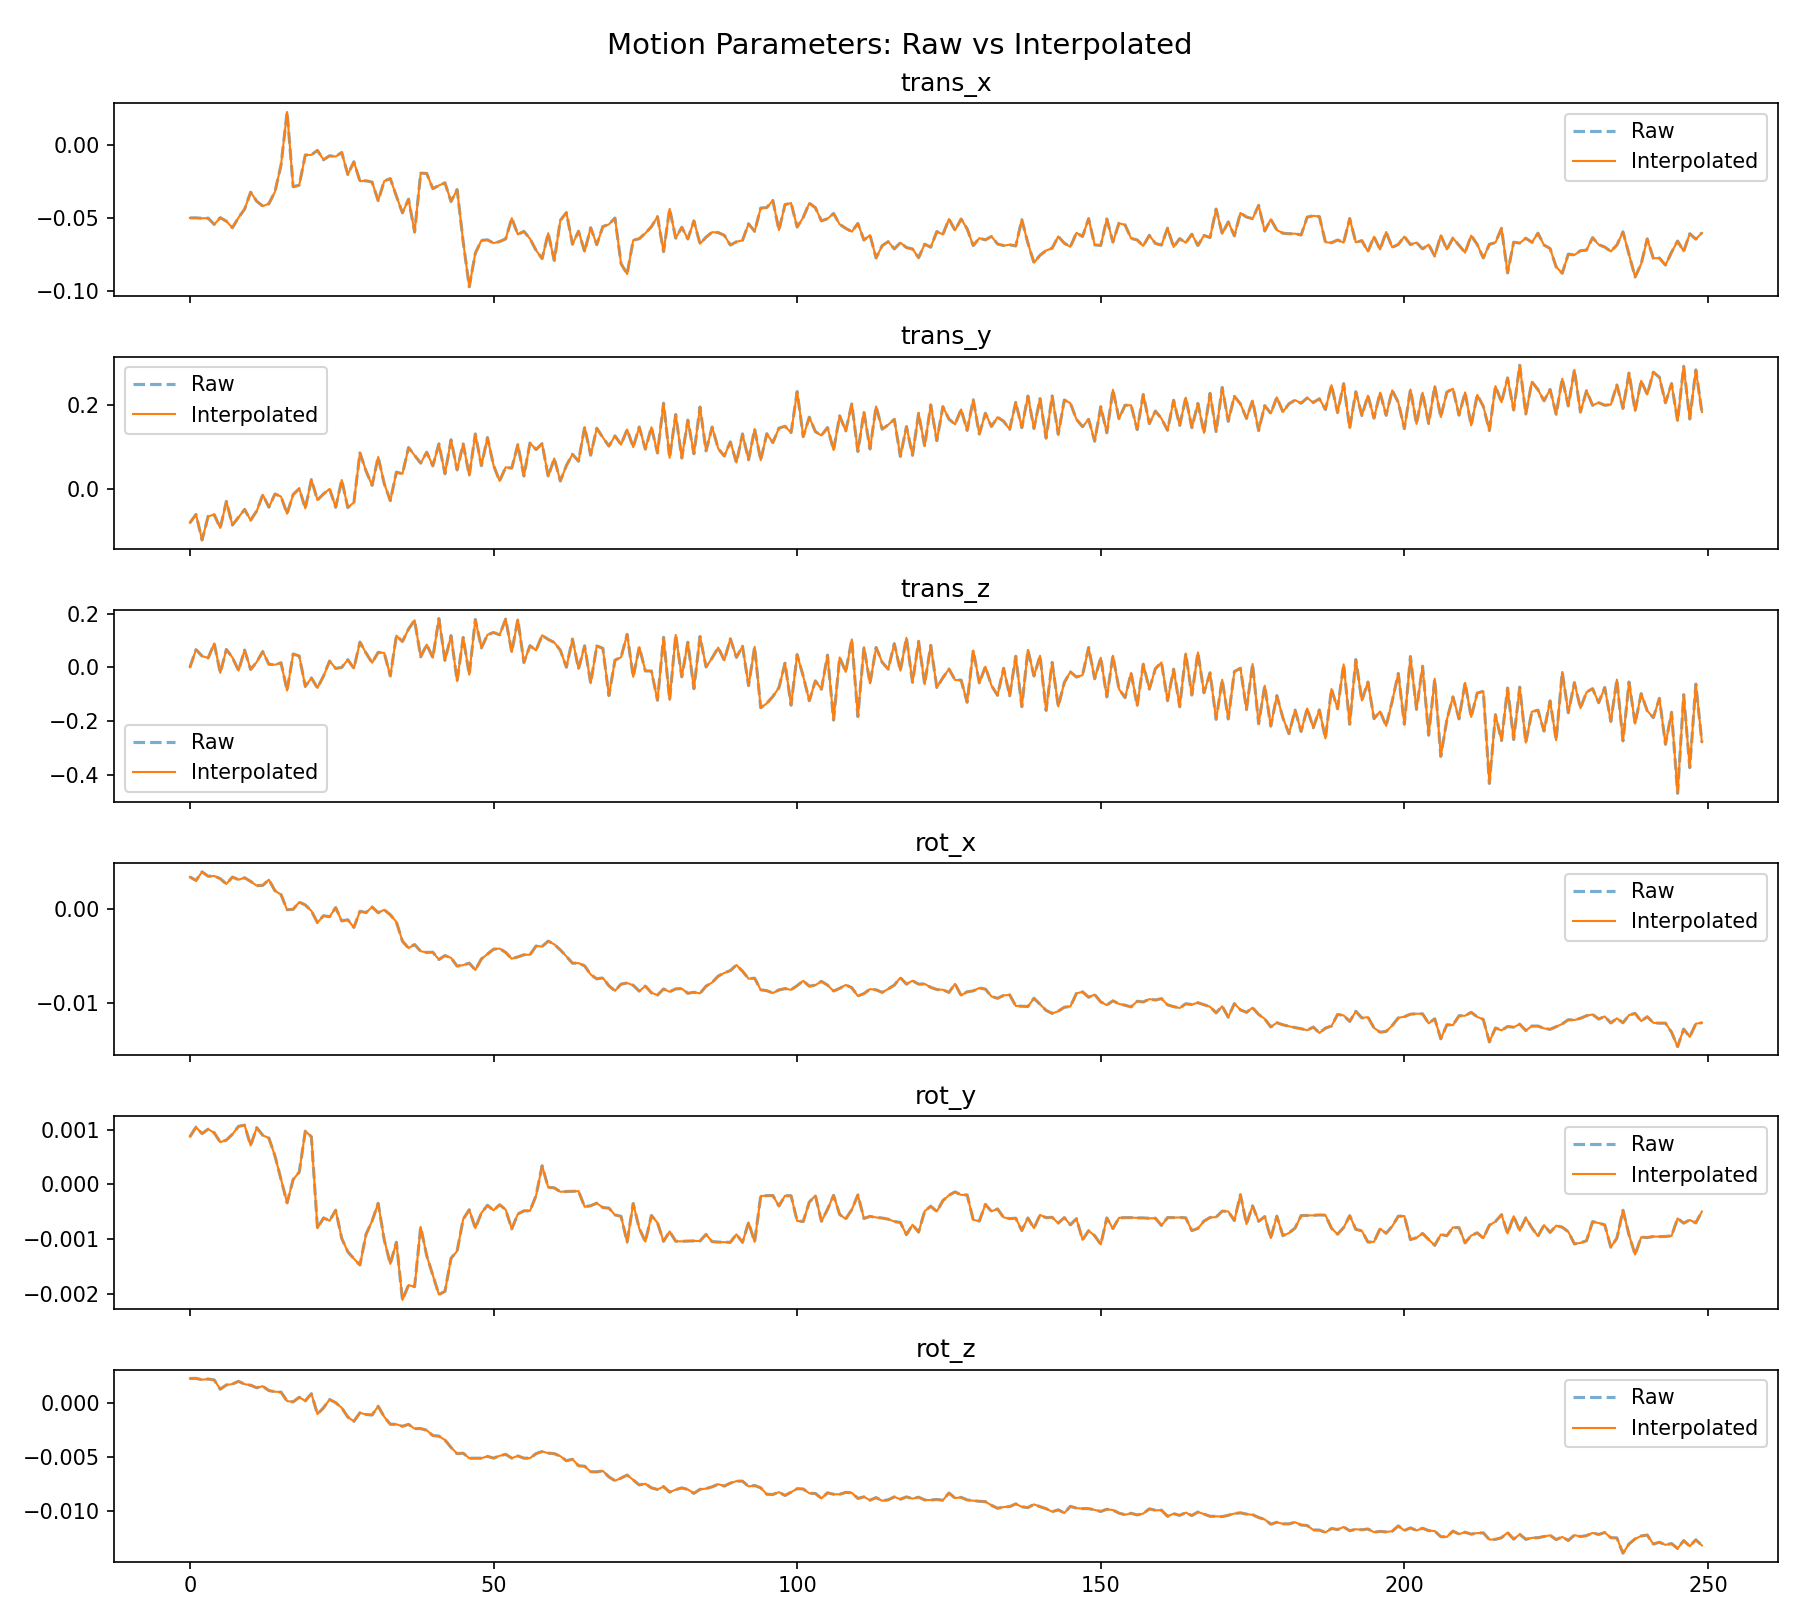 Motion Parameters: Raw vs Interpolated
trans_x
0.00
−0.05
−0.10
Raw
Interpolated
trans_y
0.2
0.0
Raw
Interpolated
trans_z
0.2
0.0
−0.2
−0.4
Raw
Interpolated
rot_x
0.00
−0.01
Raw
Interpolated
rot_y
0.001
0.000
−0.001
−0.002
Raw
Interpolated
rot_z
0.000
−0.005
−0.010
Raw
Interpolated
0 50 100 150 200 250